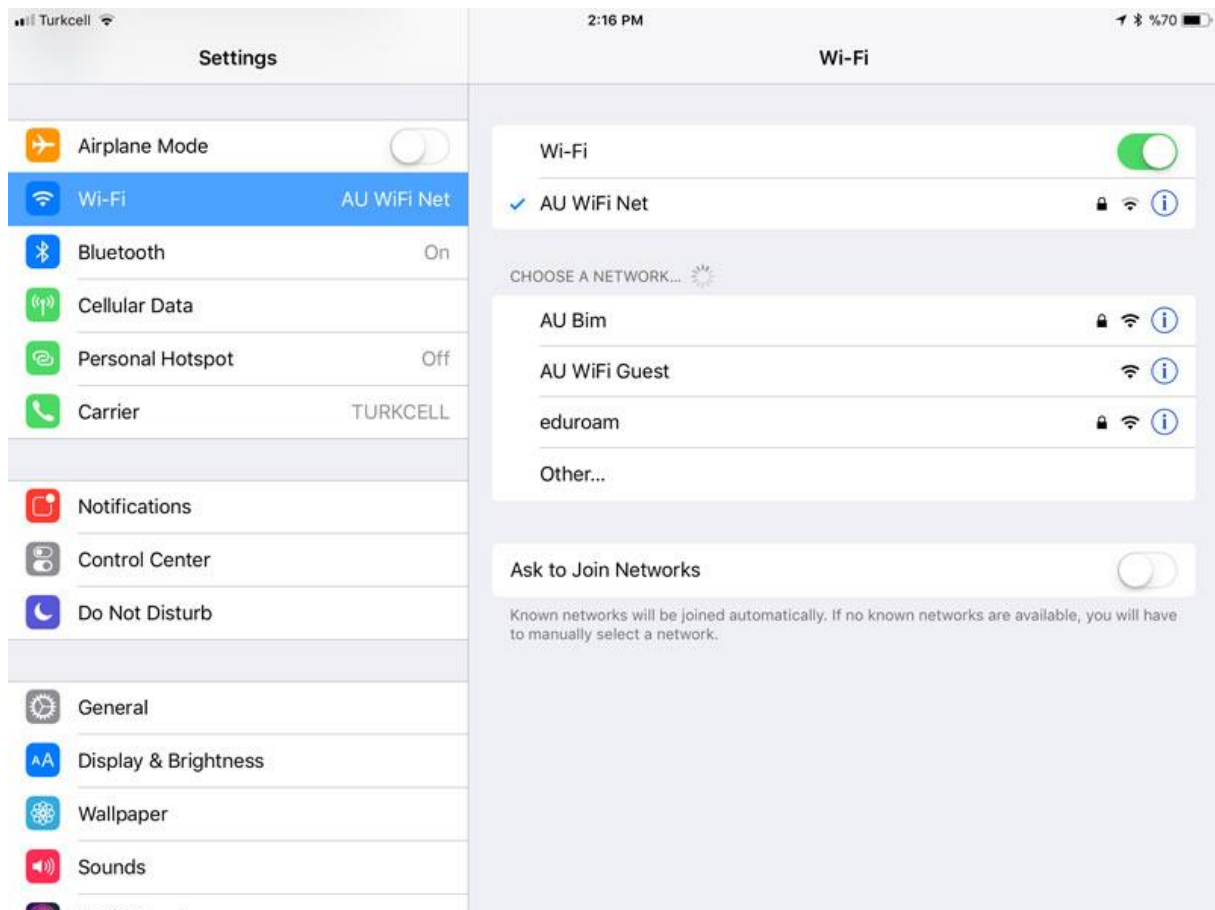 Turkcell
2:16 PM
%70
Settings
Wi-Fi
Airplane Mode
Wi-Fi AU WiFi Net
Bluetooth On
Cellular Data
Personal Hotspot Off
Carrier TURKCELL
Notifications
Control Center
Do Not Disturb
General
AA Display & Brightness
Wallpaper
Sounds
Wi-Fi
AU WiFi Net
CHOOSE A NETWORK...
AU Bim
AU WiFi Guest
eduroam
Other...
Ask to Join Networks
Known networks will be joined automatically. If no known networks are available, you will have
to manually select a network.